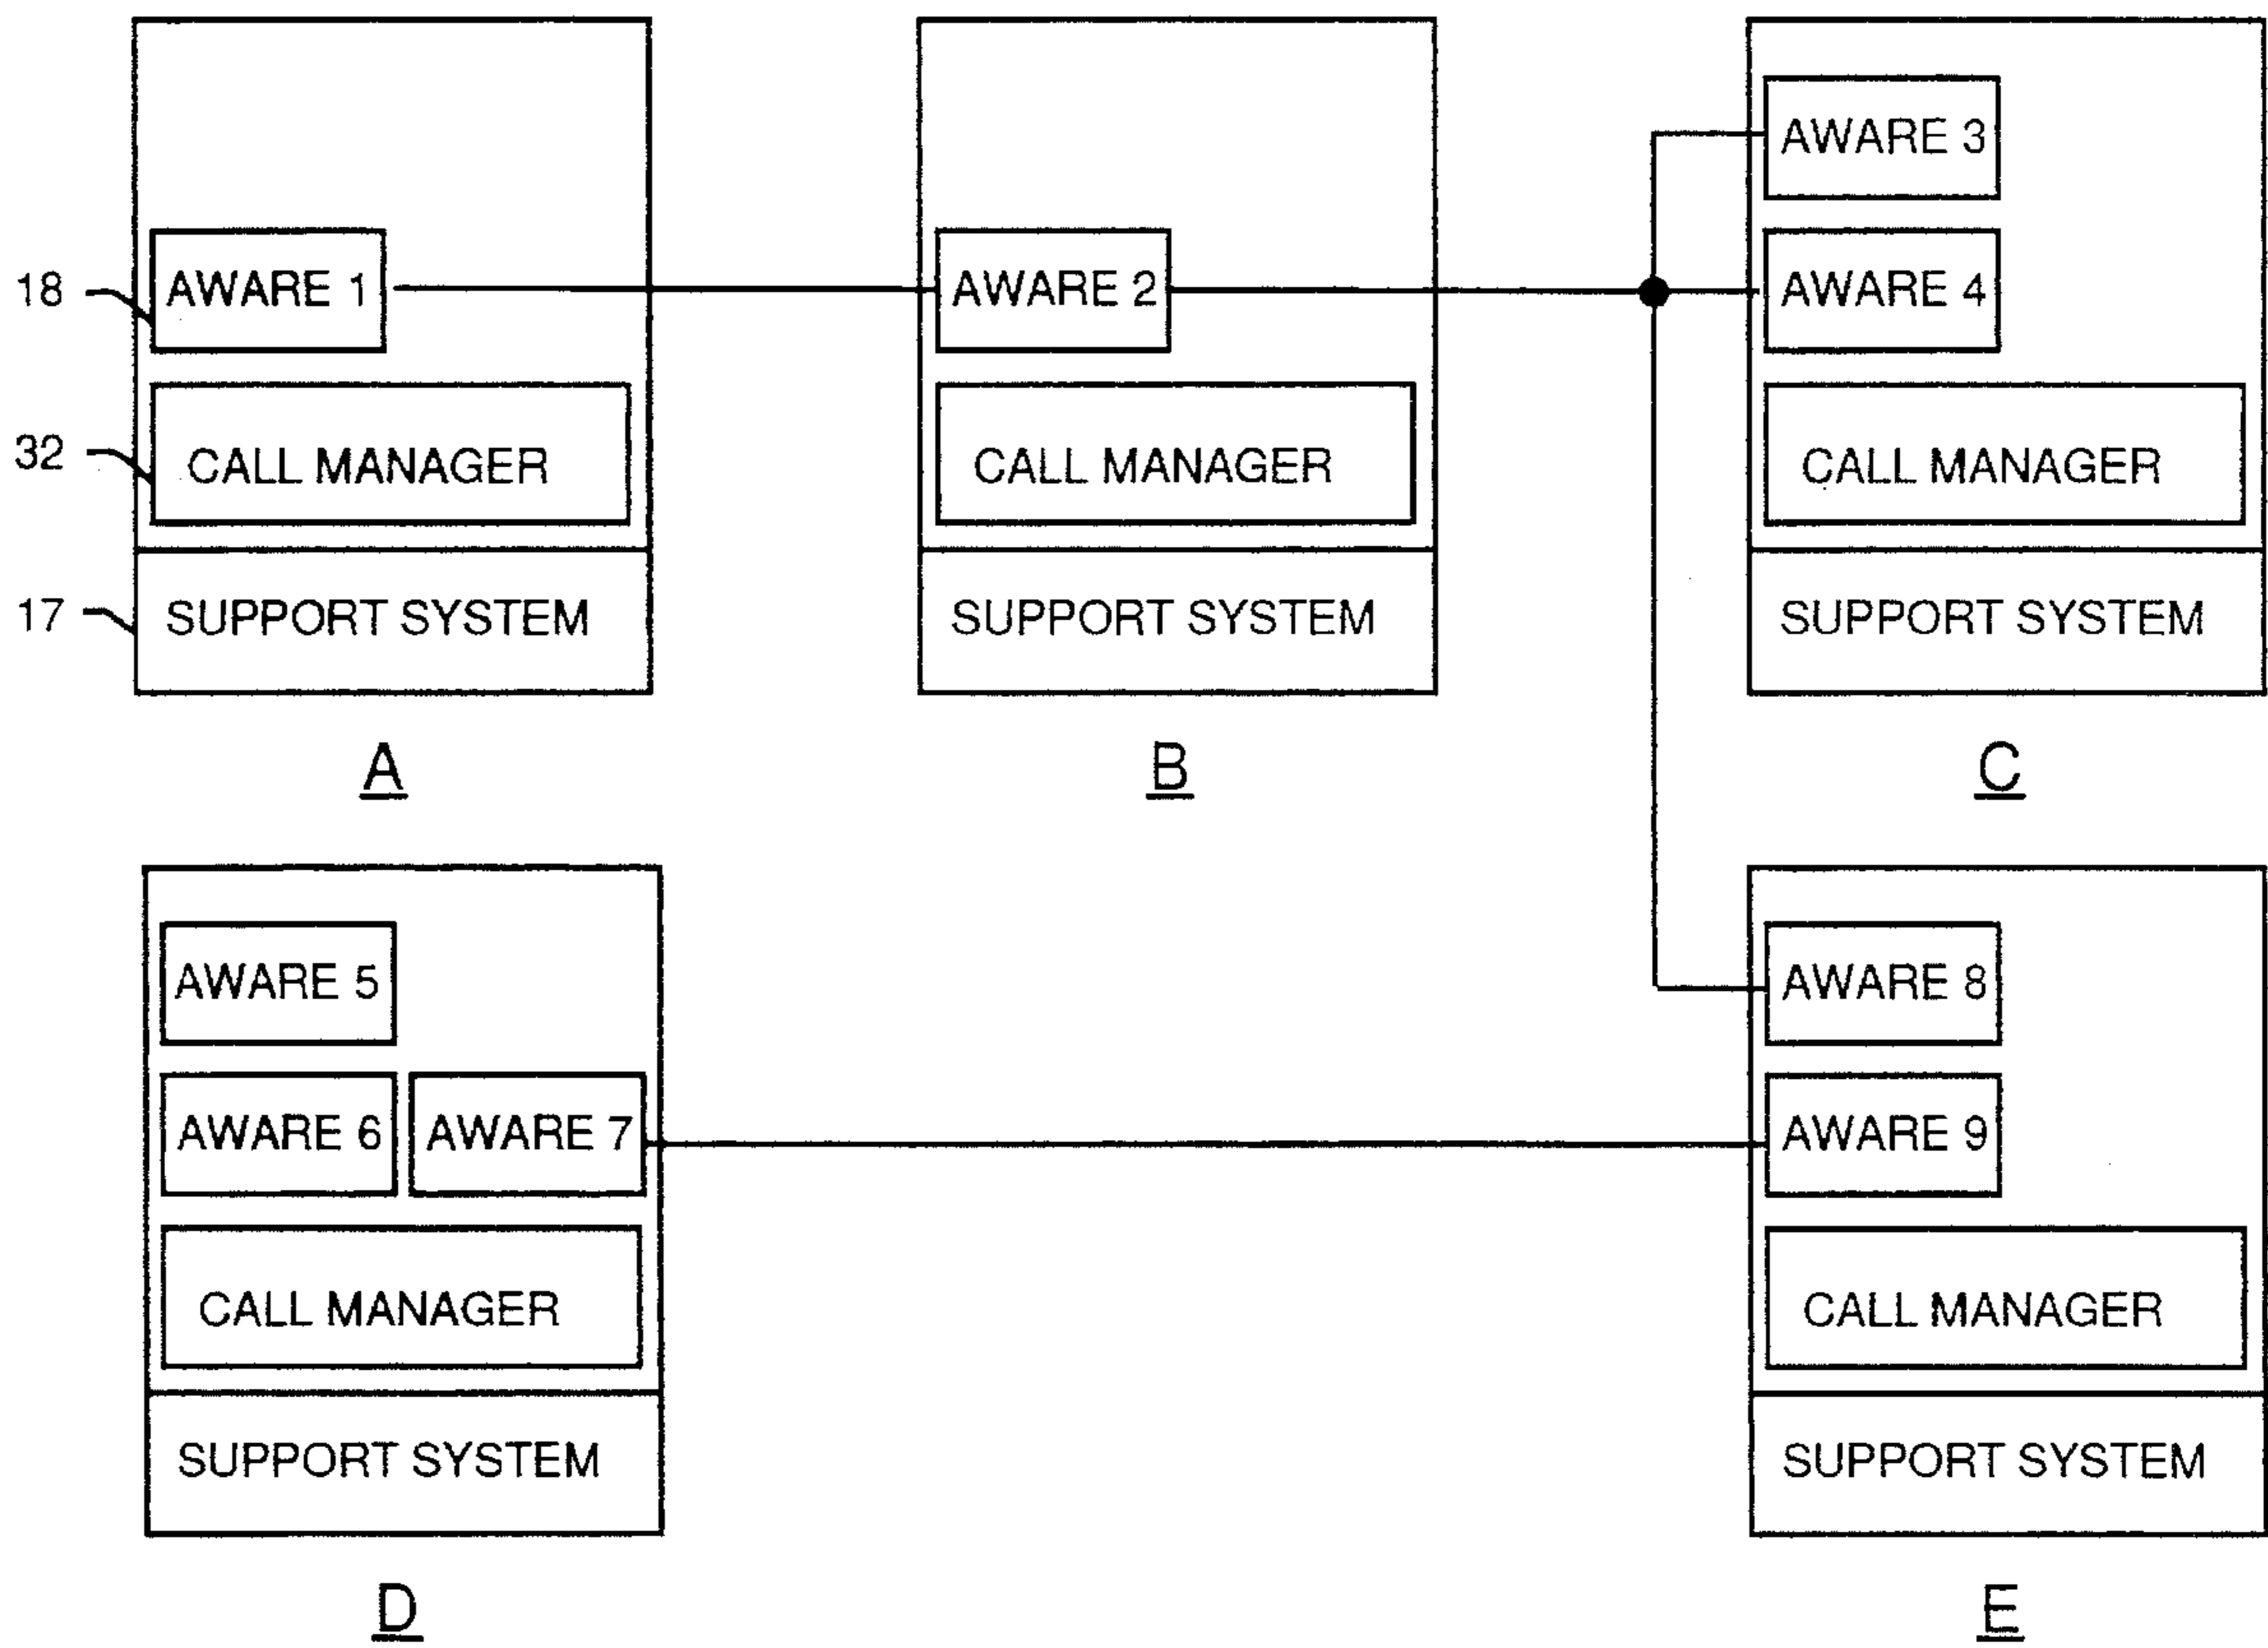 AWARE 3
18 AWARE 1 AWARE 2 AWARE 4
32 CALL MANAGER CALL MANAGER CALL MANAGER
17 SUPPORT SYSTEM SUPPORT SYSTEM SUPPORT SYSTEM
A B C
AWARE 5 AWARE 8
AWARE 6 AWARE 7 AWARE 9
CALL MANAGER CALL MANAGER
SUPPORT SYSTEM SUPPORT SYSTEM
D E